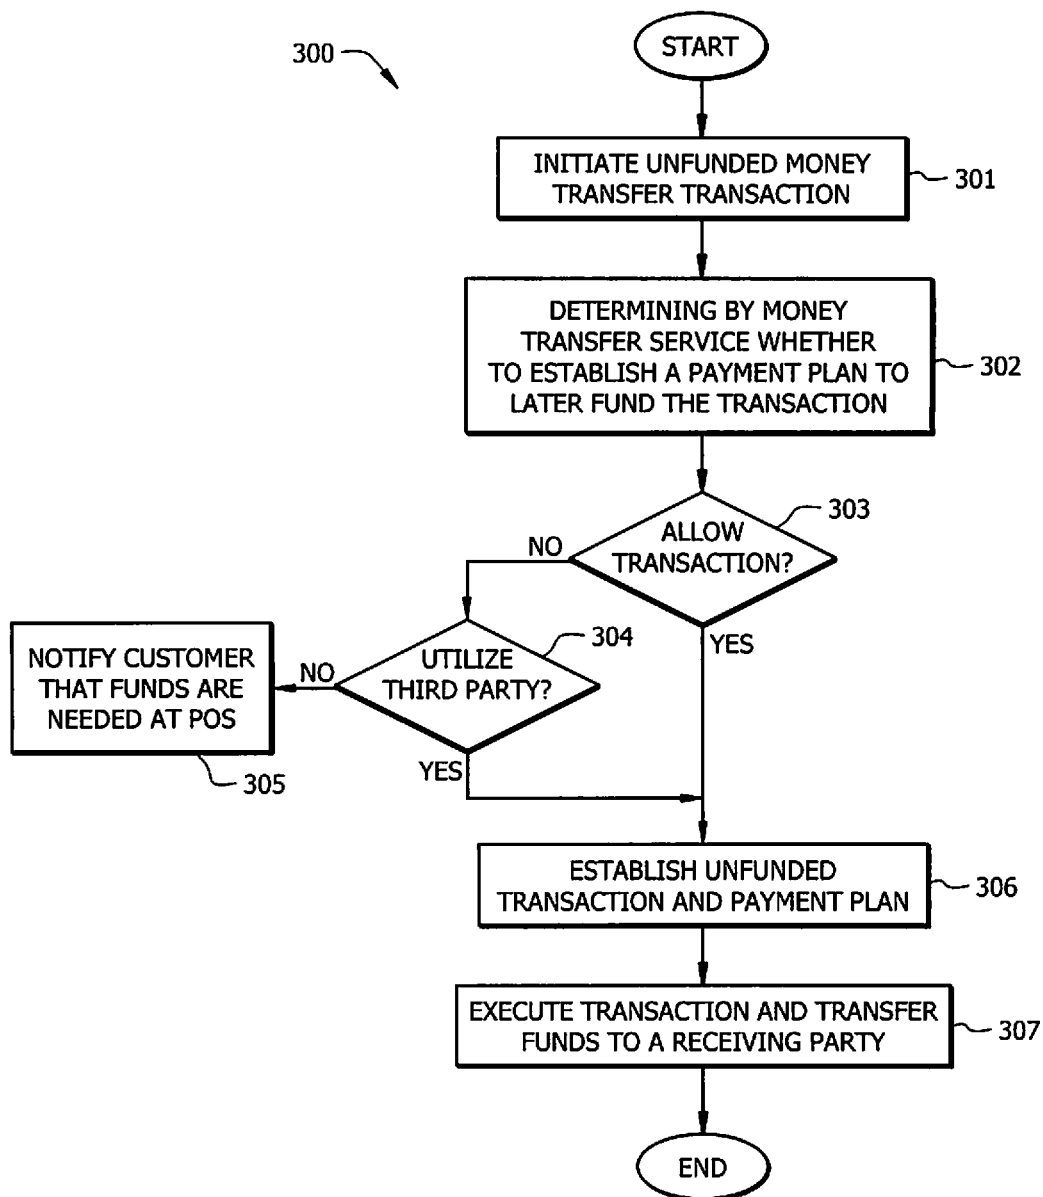 300
START
INITIATE UNFUNDED MONEY
TRANSFER TRANSACTION
301
DETERMINING BY MONEY
TRANSFER SERVICE WHETHER
TO ESTABLISH A PAYMENT PLAN TO
LATER FUND THE TRANSACTION
302
ALLOW
TRANSACTION?
303
NO
YES
UTILIZE
THIRD PARTY?
304
NO
YES
NOTIFY CUSTOMER
THAT FUNDS ARE
NEEDED AT POS
305
ESTABLISH UNFUNDED
TRANSACTION AND PAYMENT PLAN
306
EXECUTE TRANSACTION AND TRANSFER
FUNDS TO A RECEIVING PARTY
307
END